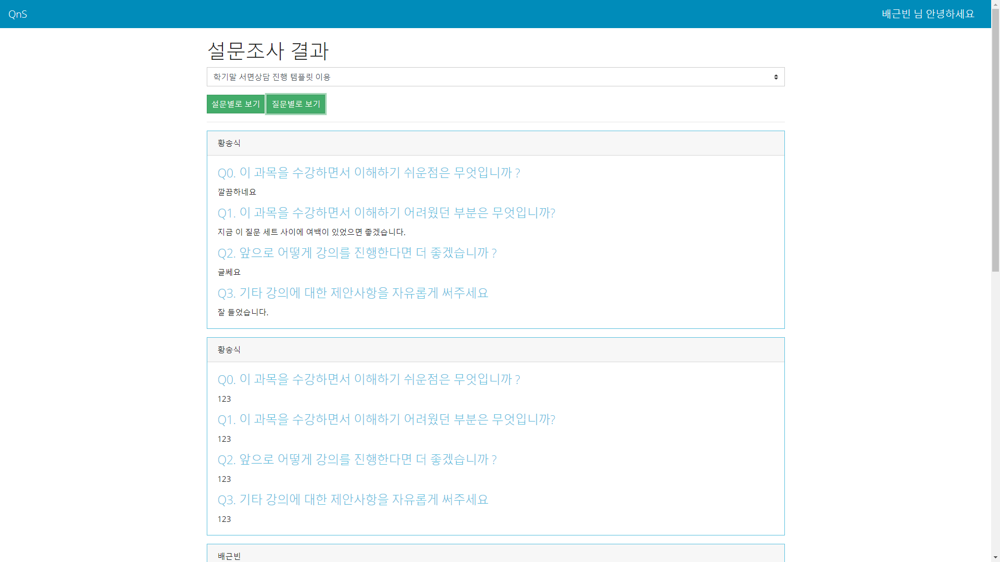 QnS
배근빈 님 안녕하세요
설문조사 결과
학기말 서면상담 진행 템플릿 이용
설문별로 보기 질문별로 보기
황송식
Q0. 이 과목을 수강하면서 이해하기 쉬운점은 무엇입니까 ?
깔끔하네요
Q1. 이 과목을 수강하면서 이해하기 어려웠던 부분은 무엇입니까?
지금 이 질문 세트 사이에 여백이 있었으면 좋겠습니다.
Q2. 앞으로 어떻게 강의를 진행한다면 더 좋겠습니까 ?
글쎄요
Q3. 기타 강의에 대한 제안사항을 자유롭게 써주세요
잘 들었습니다.
황송식
Q0. 이 과목을 수강하면서 이해하기 쉬운점은 무엇입니까 ?
123
Q1. 이 과목을 수강하면서 이해하기 어려웠던 부분은 무엇입니까?
123
Q2. 앞으로 어떻게 강의를 진행한다면 더 좋겠습니까 ?
123
Q3. 기타 강의에 대한 제안사항을 자유롭게 써주세요
123
배근빈